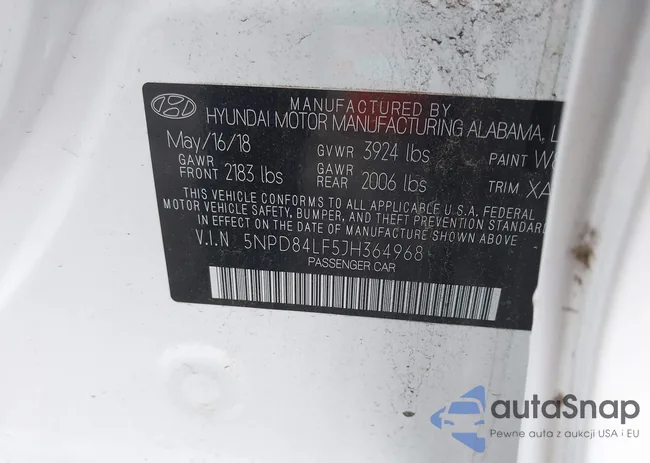 MANUFACTURED BY
HYUNDAI MOTOR MANUFACTURING ALABAMA, L
May/16/18 GVWR 3924 lbs PAINT
GAWR FRONT 2183 lbs GAWR REAR 2006 lbs TRIM XA
THIS VEHICLE CONFORMS TO ALL APPLICABLE U.S.A. FEDERAL
MOTOR VEHICLE SAFETY, BUMPER, AND THEFT PREVENTION STANDARD
IN EFFECT ON THE DATE OF MANUFACTURE SHOWN ABOVE
V.I.N 5NPD84LF5JH364968
PASSENGER CAR
autoSnap
Pewne auta z aukcji USA i EU